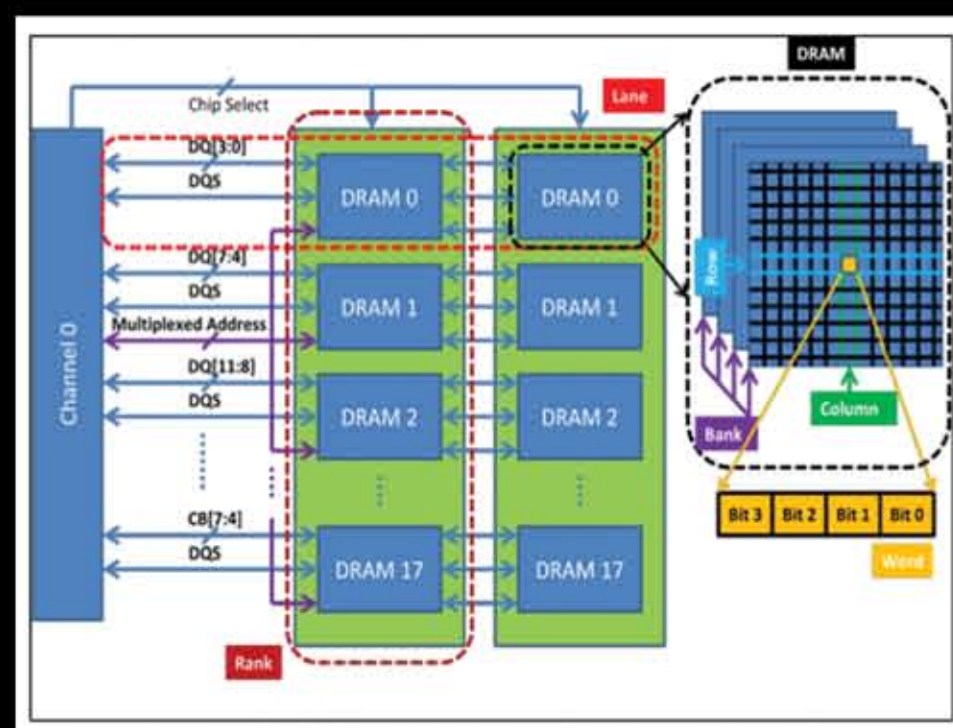 DRAM
Chip Select
Lane
DQ[3:0]
DQS
DRAM 0
DRAM 0
DQ[7:4]
DQS
DRAM 1
DRAM 1
Multiplexed Address
DQ[11:8]
DQS
DRAM 2
DRAM 2
CB[7:4]
DQS
DRAM 17
DRAM 17
Channel 0
Rank
Row
Bank
Column
Bit 3
Bit 2
Bit 1
Bit 0
Word